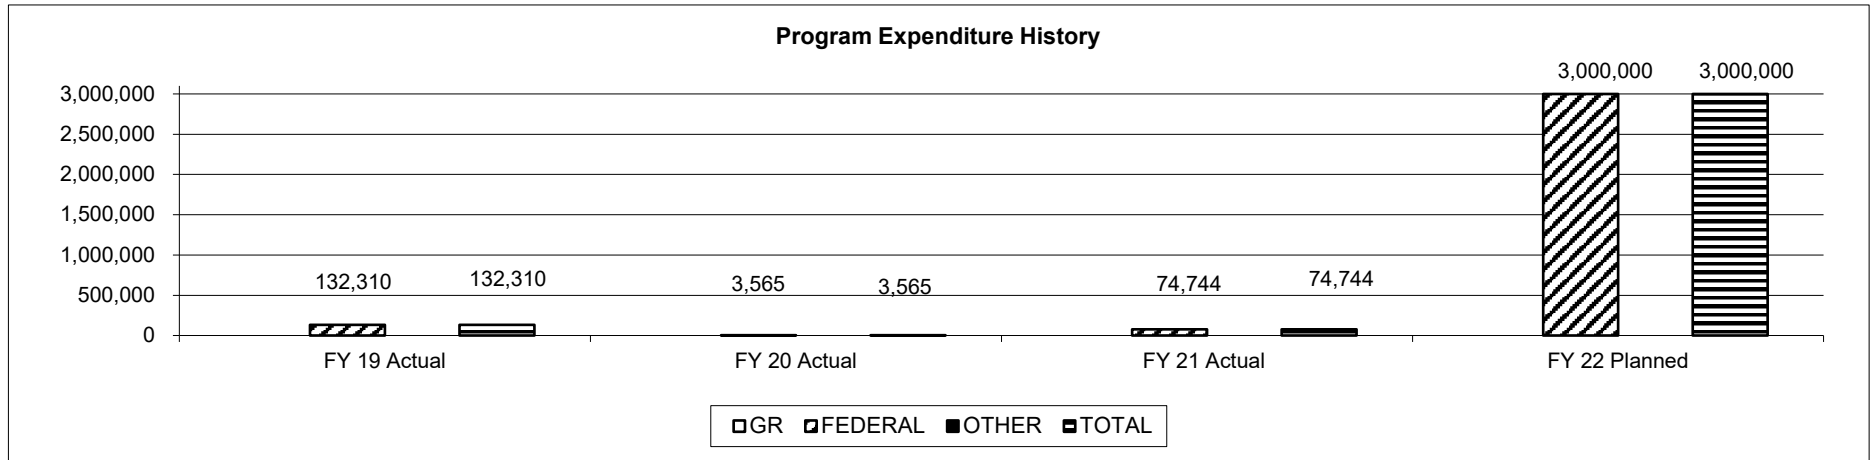 Program Expenditure History
3,000,000 3,000,000
3,000,000
2,500,000
2,000,000
1,500,000
1,000,000
132,310 132,310 3,565 3,565 74,744 74,744
500,000
0
FY 19 Actual FY 20 Actual FY 21 Actual FY 22 Planned
GR FEDERAL OTHER TOTAL